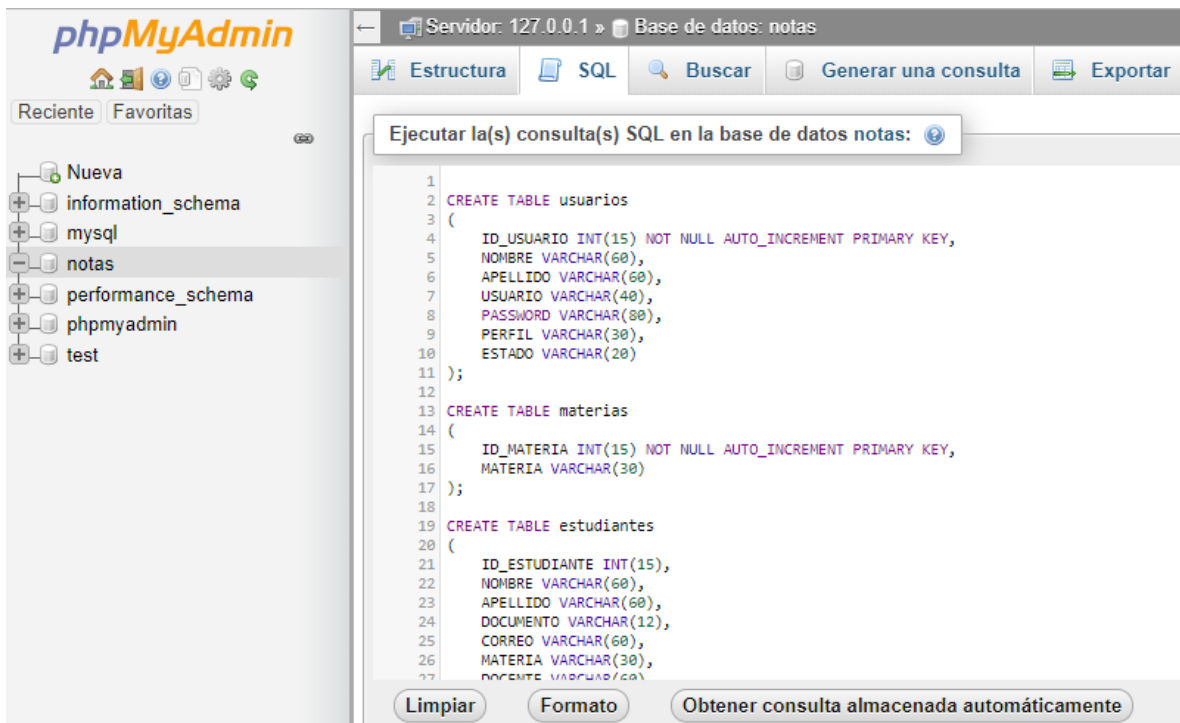 phpMyAdmin
Reciente Favoritas
Nueva
information_schema
mysql
notas
performance_schema
phpmyadmin
test
← Servidor: 127.0.0.1 » Base de datos: notas
Estructura SQL Buscar Generar una consulta Exportar
Ejecutar la(s) consulta(s) SQL en la base de datos notas:
1
2 CREATE TABLE usuarios
3 (
4 ID_USUARIO INT(15) NOT NULL AUTO_INCREMENT PRIMARY KEY,
5 NOMBRE VARCHAR(60),
6 APELLIDO VARCHAR(60),
7 USUARIO VARCHAR(40),
8 PASSWORD VARCHAR(80),
9 PERFIL VARCHAR(30),
10 ESTADO VARCHAR(20)
11 );
12
13 CREATE TABLE materias
14 (
15 ID_MATERIA INT(15) NOT NULL AUTO_INCREMENT PRIMARY KEY,
16 MATERIA VARCHAR(30)
17 );
18
19 CREATE TABLE estudiantes
20 (
21 ID_ESTUDIANTE INT(15),
22 NOMBRE VARCHAR(60),
23 APELLIDO VARCHAR(60),
24 DOCUMENTO VARCHAR(12),
25 CORREO VARCHAR(60),
26 MATERIA VARCHAR(30),
27 DOCENTE VARCHAR(60)
Limpiar Formato Obtener consulta almacenada automáticamente